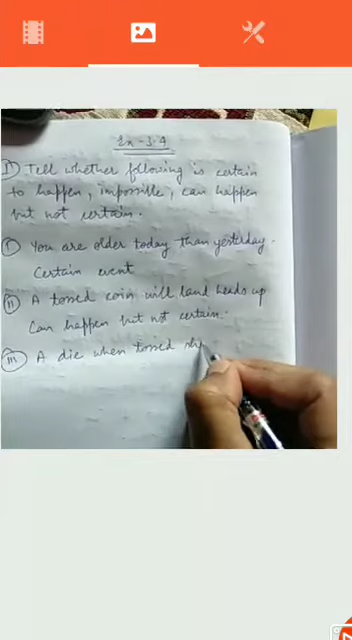 Ex - 3.4
1) Tell whether following is certain
to happen, impossible, can happen
but not certain.
(i) You are older today than yesterday.
Certain event
(ii) A tossed coin will land heads up
Can happen but not certain.
(iii) A die when tossed sh